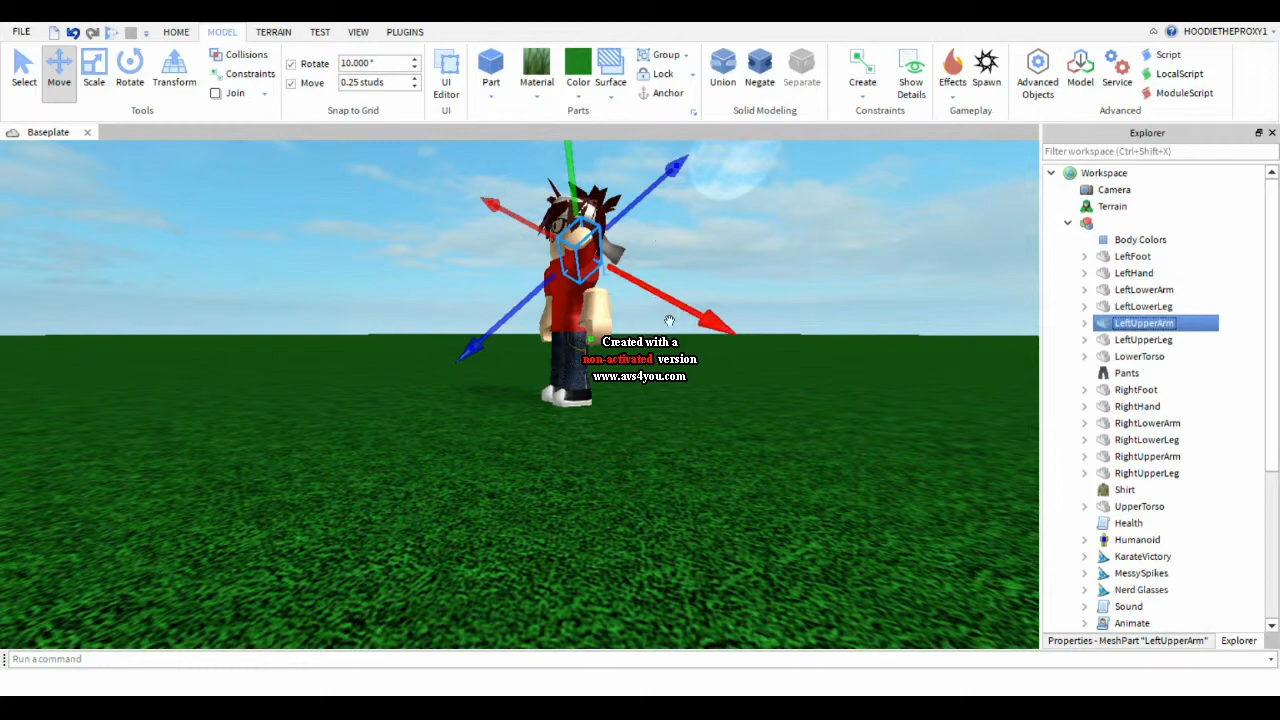 FILE HOME MODEL TERRAIN TEST VIEW PLUGINS HOODIETHEPROXY1
Select Move Scale Rotate Transform
Collisions
Constraints
Join
Tools
Rotate 10.000 °
Move 0.25 studs
Snap to Grid
UI Editor
UI
Part Material Color Surface
Group
Lock
Anchor
Parts
Union Negate Separate
Solid Modeling
Create Show Details
Constraints
Effects Spawn
Gameplay
Advanced Objects Model Service
Script
LocalScript
ModuleScript
Advanced
Baseplate
Explorer
Filter workspace (Ctrl+Shift+X)
Workspace
Camera
Terrain
Body Colors
LeftFoot
LeftHand
LeftLowerArm
LeftLowerLeg
LeftUpperArm
LeftUpperLeg
LowerTorso
Pants
RightFoot
RightHand
RightLowerArm
RightLowerLeg
RightUpperArm
RightUpperLeg
Shirt
UpperTorso
Health
Humanoid
KarateVictory
MessySpikes
Nerd Glasses
Sound
Animate
Created with a
non-activated version
www.avs4you.com
Properties - MeshPart "LeftUpperArm" Explorer
Run a command